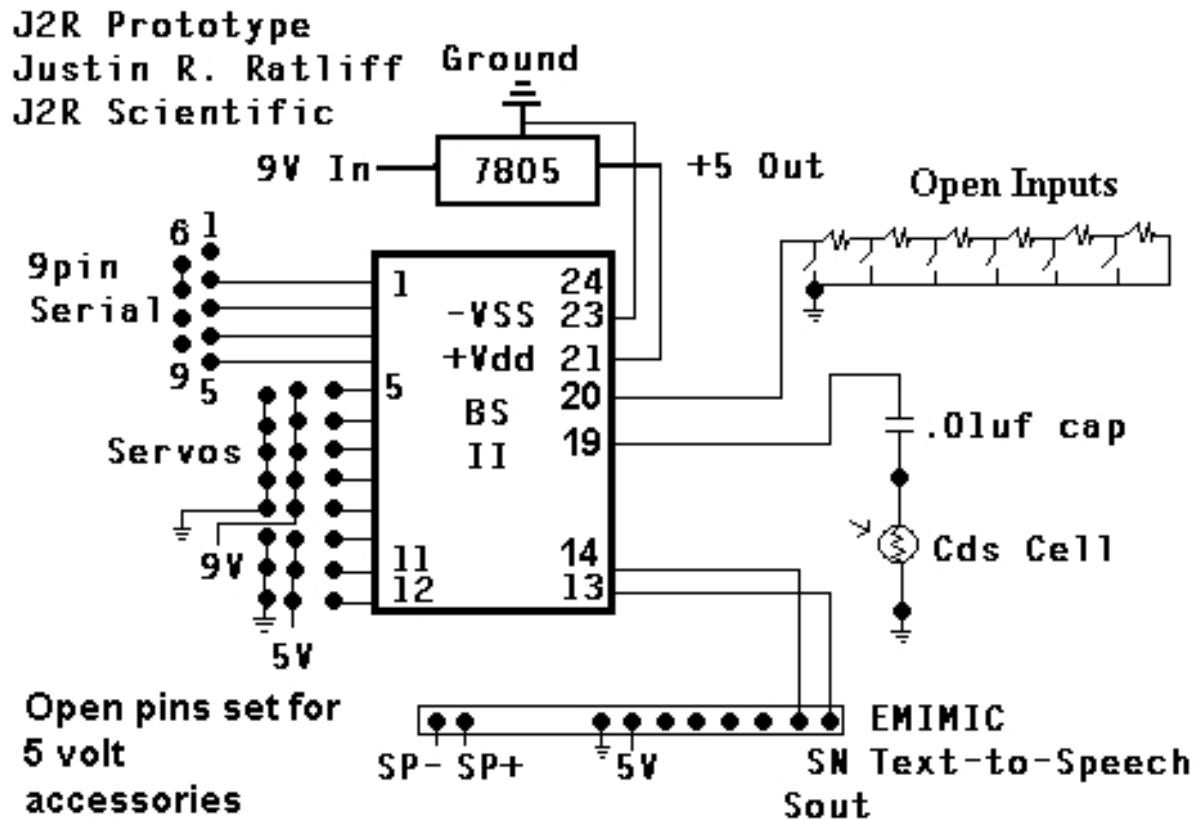 J2R Prototype
Justin R. Ratliff
J2R Scientific
Ground
9V In
7805
+5 Out
Open Inputs
6 1
9pin
Serial
9 5
1
24
-VSS 23
+Vdd 21
5
20
BS
II
19
.01uf cap
Servos
9V
11
12
14
13
Cds Cell
5V
Open pins set for
5 volt
accessories
EMIMIC
SP- SP+
5V
SN Text-to-Speech
Sout